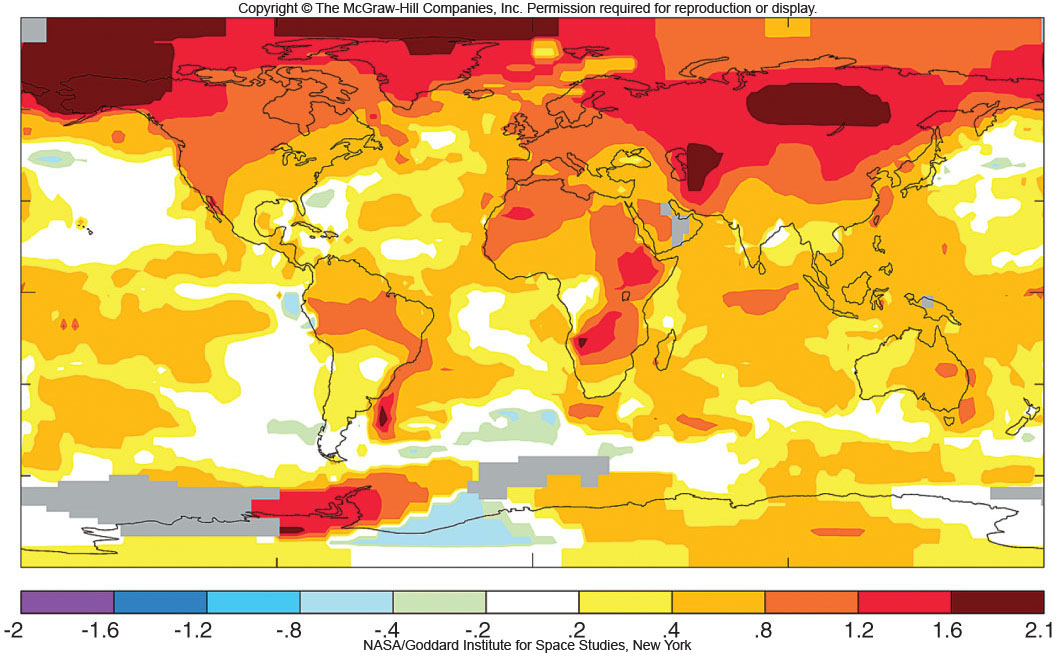 Copyright © The McGraw-Hill Companies, Inc. Permission required for reproduction or display.
-2 -1.6 -1.2 -.8 -.4 -.2 .2 .4 .8 1.2 1.6 2.1
NASA/Goddard Institute for Space Studies, New York